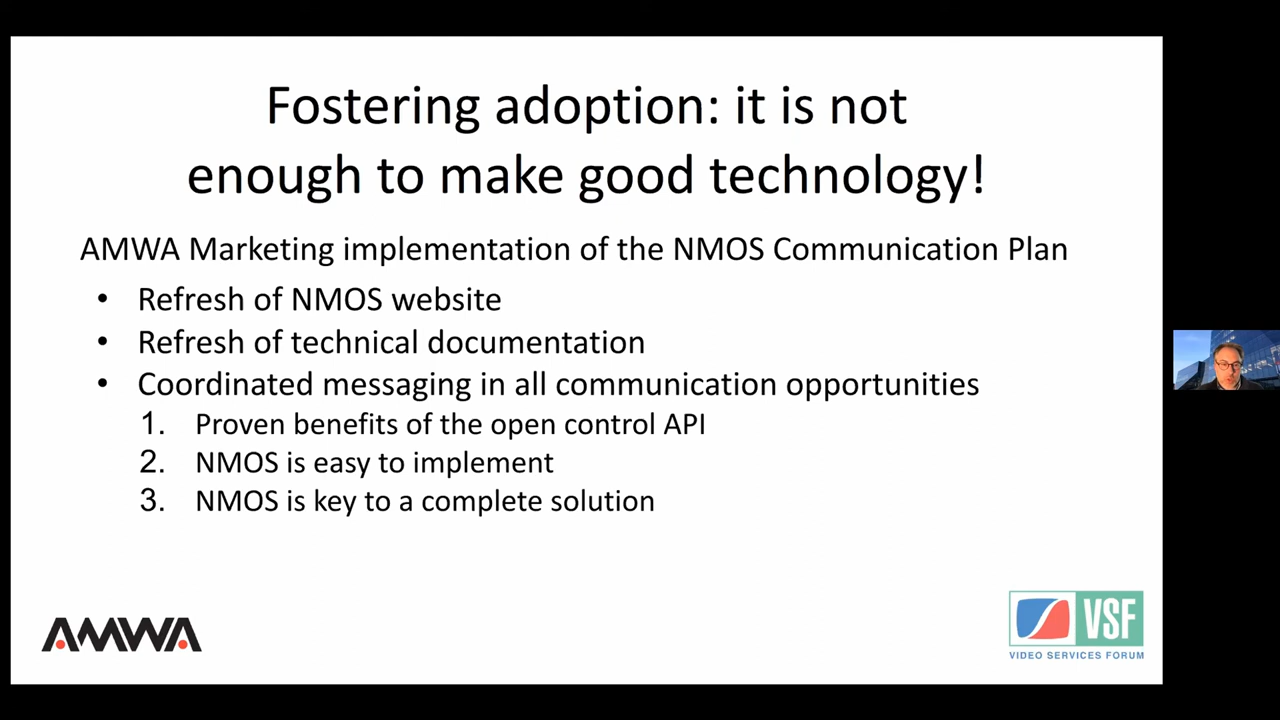 Fostering adoption: it is not
enough to make good technology!
AMWA Marketing implementation of the NMOS Communication Plan
• Refresh of NMOS website
• Refresh of technical documentation
• Coordinated messaging in all communication opportunities
1. Proven benefits of the open control API
2. NMOS is easy to implement
3. NMOS is key to a complete solution
AMWA
VSF
VIDEO SERVICES FORUM